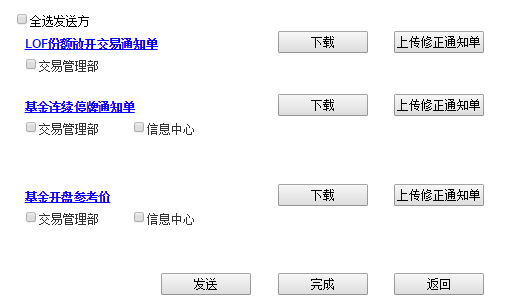 全选发送方
LOF份额放开交易通知单 下载 上传修正通知单
交易管理部
基金连续停牌通知单 下载 上传修正通知单
交易管理部 信息中心
基金开盘参考价 下载 上传修正通知单
交易管理部 信息中心
发送 完成 返回